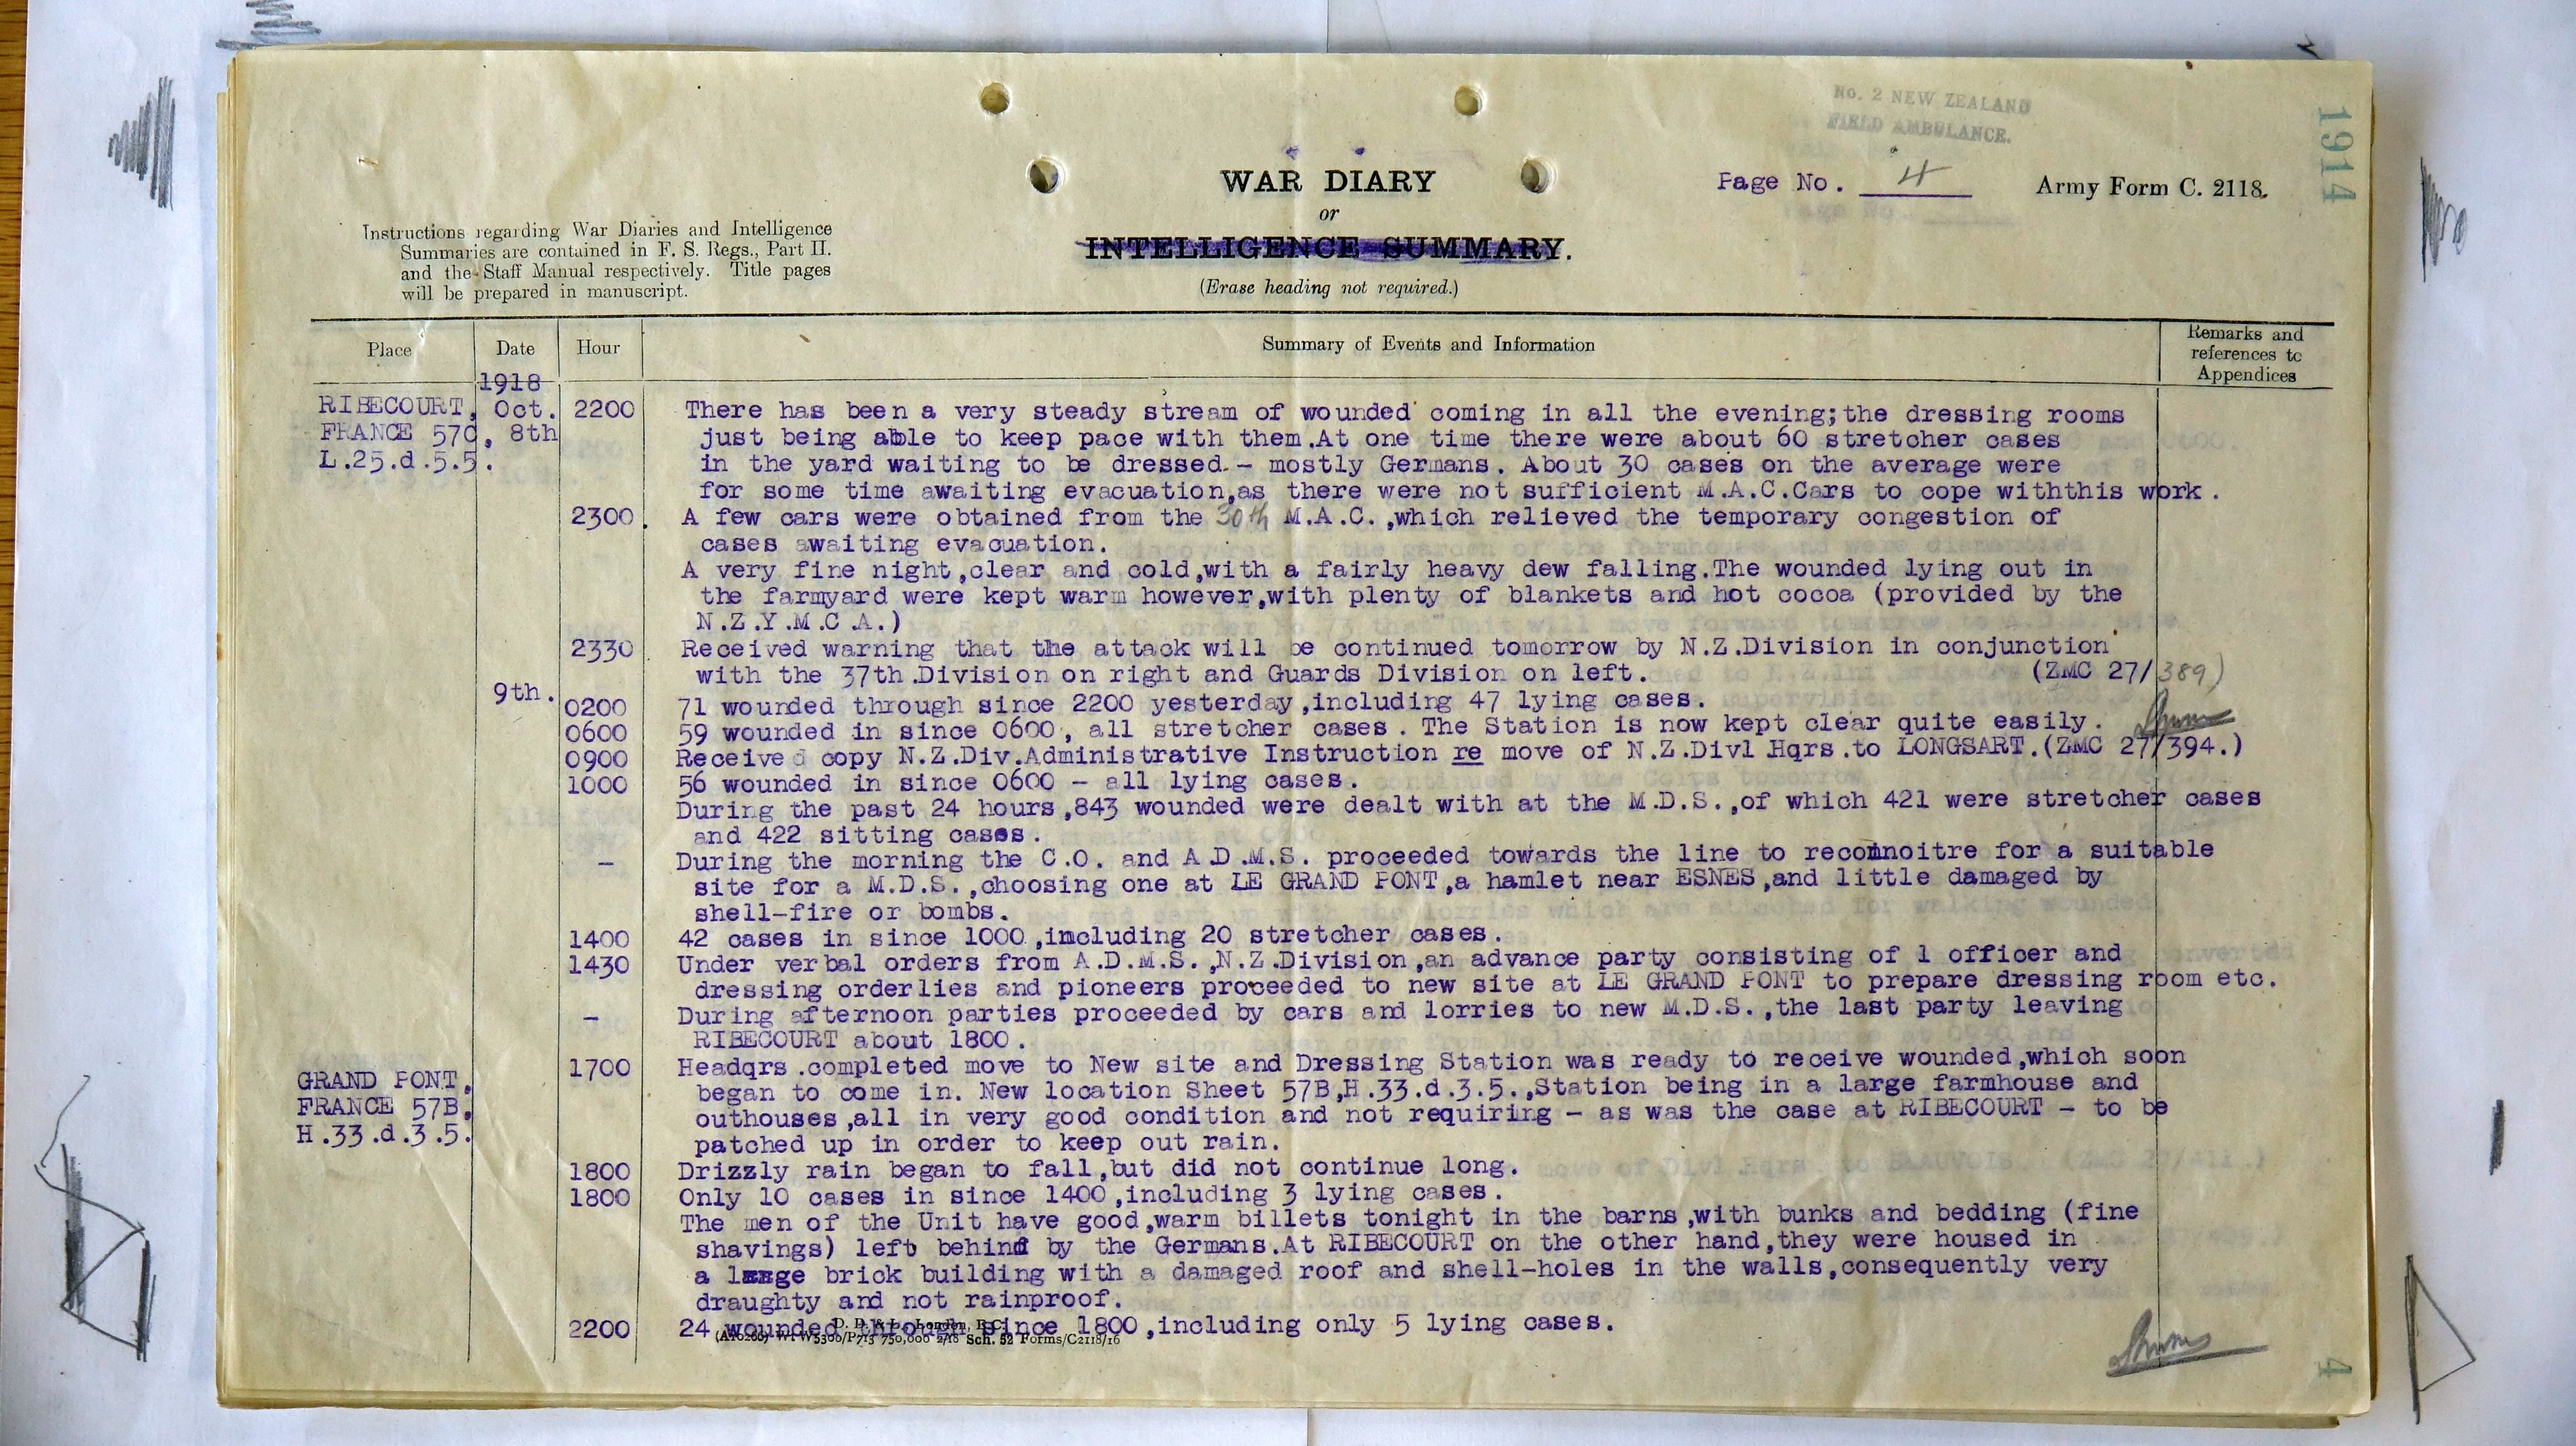 No. 2 NEW ZEALAND
FIELD AMBULANCE.
1914
WAR DIARY
or
INTELLIGENCE SUMMARY.
(Erase heading not required.)
Page No. 4
Army Form C. 2118.
Instructions regarding War Diaries and Intelligence
Summaries are contained in F. S. Regs., Part II.
and the Staff Manual respectively. Title pages
will be prepared in manuscript.
Place Date Hour Summary of Events and Information Remarks and
references to
Appendices
1918
RIBECOURT, Oct. 2200 There has been a very steady stream of wounded coming in all the evening;the dressing rooms
FRANCE 57C, 8th just being able to keep pace with them.At one time there were about 60 stretcher cases
L.25.d.5.5. in the yard waiting to be dressed.- mostly Germans. About 30 cases on the average were
for some time awaiting evacuation,as there were not sufficient M.A.C.Cars to cope withthis work.
2300. A few cars were obtained from the 30th M.A.C.,which relieved the temporary congestion of
cases awaiting evacuation.
A very fine night,clear and cold,with a fairly heavy dew falling.The wounded lying out in
the farmyard were kept warm however,with plenty of blankets and hot cocoa (provided by the
N.Z.Y.M.C.A.)
2330 Received warning that the attack will be continued tomorrow by N.Z.Division in conjunction
with the 37th.Division on right and Guards Division on left. (ZMC 27/389)
9th. 0200 71 wounded through since 2200 yesterday,including 47 lying cases.
0600 59 wounded in since 0600, all stretcher cases. The Station is now kept clear quite easily.
0900 Received copy N.Z.Div.Administrative Instruction re move of N.Z.Divl Hqrs.to LONGSART.(ZMC 27/394.)
1000 56 wounded in since 0600 - all lying cases.
During the past 24 hours,843 wounded were dealt with at the M.D.S.,of which 421 were stretcher cases
and 422 sitting cases.
- During the morning the C.O. and A.D.M.S. proceeded towards the line to reconnoitre for a suitable
site for a M.D.S.,choosing one at LE GRAND PONT,a hamlet near ESNES,and little damaged by
shell-fire or bombs.
1400 42 cases in since 1000,including 20 stretcher cases.
1430 Under verbal orders from A.D.M.S.,N.Z.Division,an advance party consisting of 1 officer and
dressing orderlies and pioneers proceeded to new site at LE GRAND PONT to prepare dressing room etc.
- During afternoon parties proceeded by cars and lorries to new M.D.S.,the last party leaving
RIBECOURT about 1800.
1700 Headqrs.completed move to New site and Dressing Station was ready to receive wounded,which soon
GRAND PONT. began to come in. New location Sheet 57B,H.33.d.3.5.,Station being in a large farmhouse and
FRANCE 57B. outhouses,all in very good condition and not requiring - as was the case at RIBECOURT - to be
H.33.d.3.5. patched up in order to keep out rain.
1800 Drizzly rain began to fall,but did not continue long.
1800 Only 10 cases in since 1400,including 3 lying cases.
The men of the Unit have good,warm billets tonight in the barns,with bunks and bedding (fine
shavings) left behind by the Germans.At RIBECOURT on the other hand,they were housed in
a large brick building with a damaged roof and shell-holes in the walls,consequently very
draughty and not rainproof.
2200 24 wounded through since 1800,including only 5 lying cases.
D. D. & L., London, E.C.
(A10266) Wt W5300/P713 750,000 2/18 Sch. 52 Forms/C2118/16
4